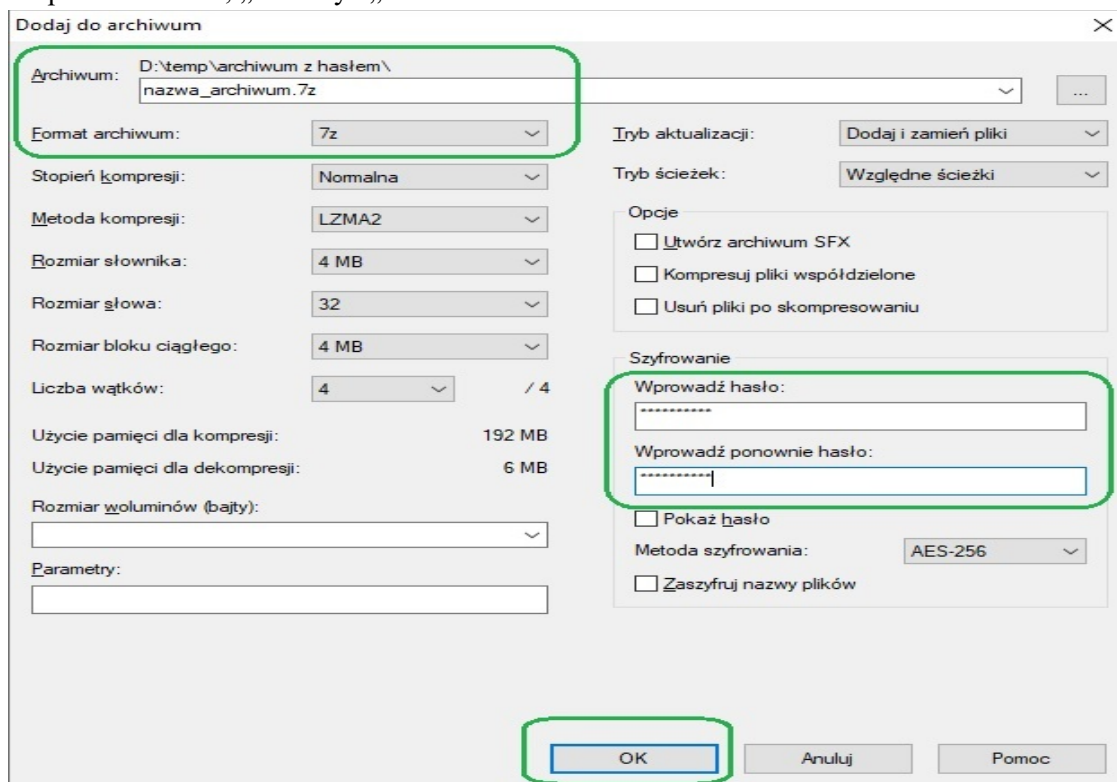 Dodaj do archiwum
Archiwum:
D:\temp\archiwum z hasłem\
nazwa_archiwum.7z
...
Format archiwum: 7z
Stopień kompresji: Normalna
Metoda kompresji: LZMA2
Rozmiar słownika: 4 MB
Rozmiar słowa: 32
Rozmiar bloku ciągłego: 4 MB
Liczba wątków: 4 / 4
Użycie pamięci dla kompresji: 192 MB
Użycie pamięci dla dekompresji: 6 MB
Rozmiar woluminów (bajty):
Parametry:
Tryb aktualizacji: Dodaj i zamień pliki
Tryb ścieżek: Względne ścieżki
Opcje
Utwórz archiwum SFX
Kompresuj pliki współdzielone
Usuń pliki po skompresowaniu
Szyfrowanie
Wprowadź hasło:
**********
Wprowadź ponownie hasło:
**********
Pokaż hasło
Metoda szyfrowania: AES-256
Zaszyfruj nazwy plików
OK
Anuluj
Pomoc